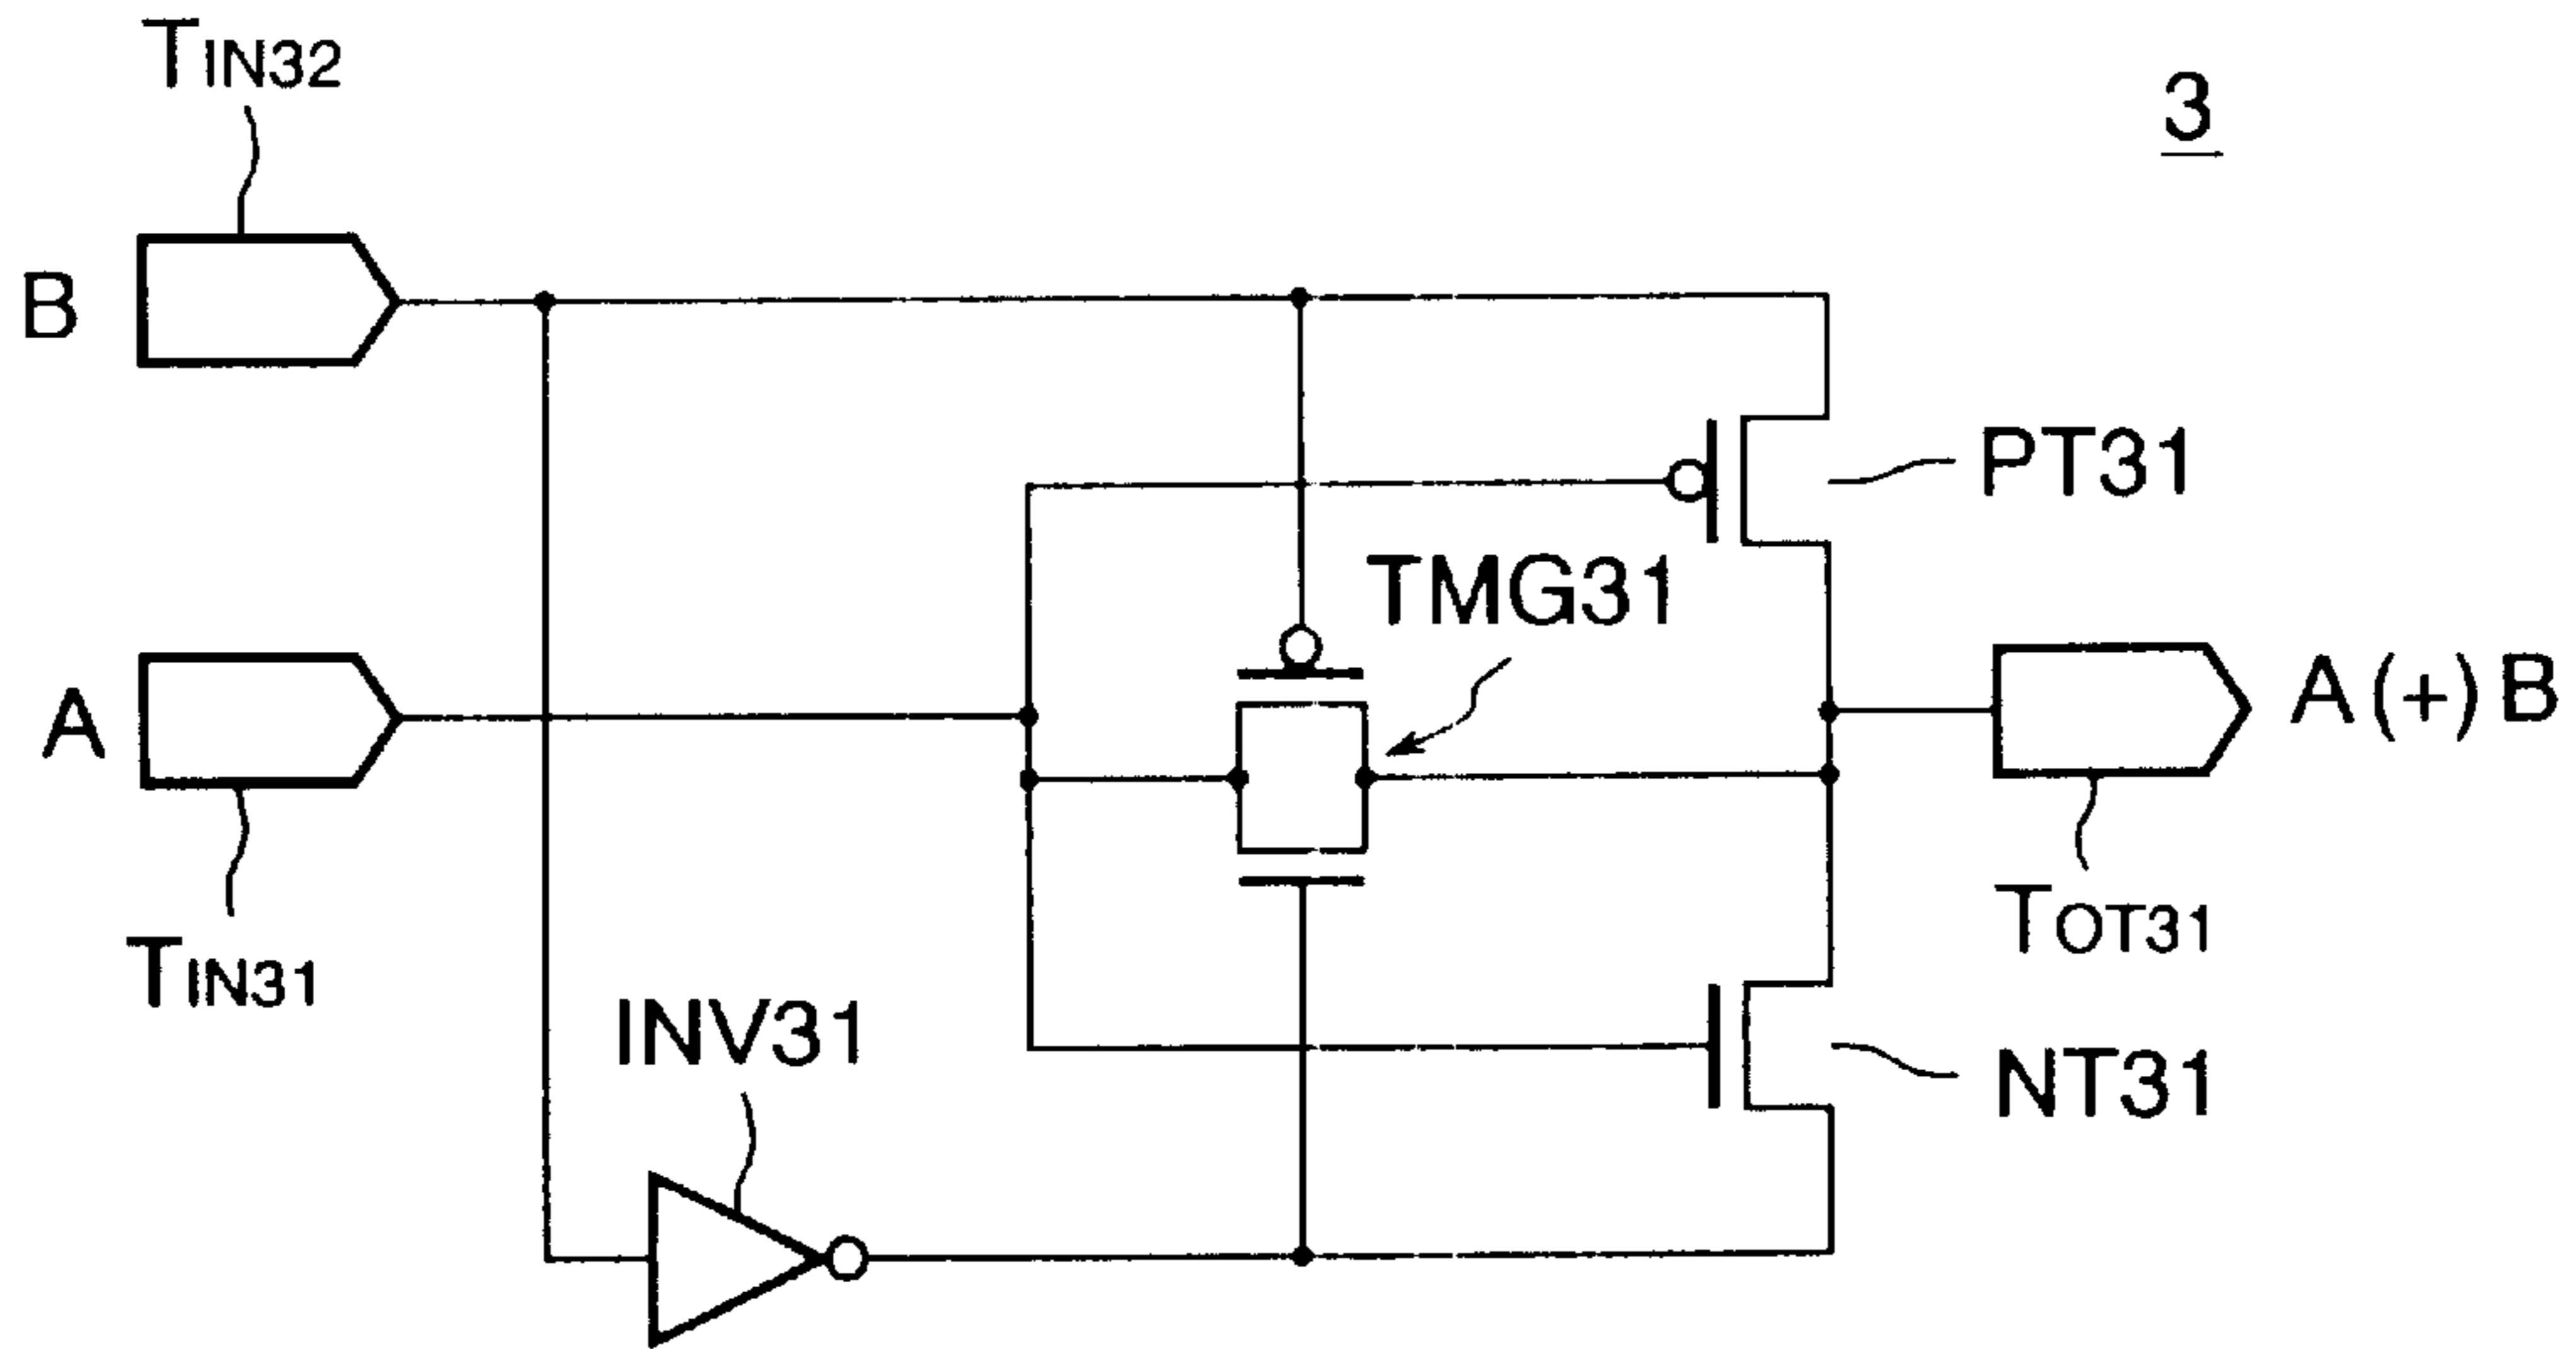 TIN32
3
B
PT31
TMG31
A
A (+) B
TIN31
TOT31
INV31
NT31